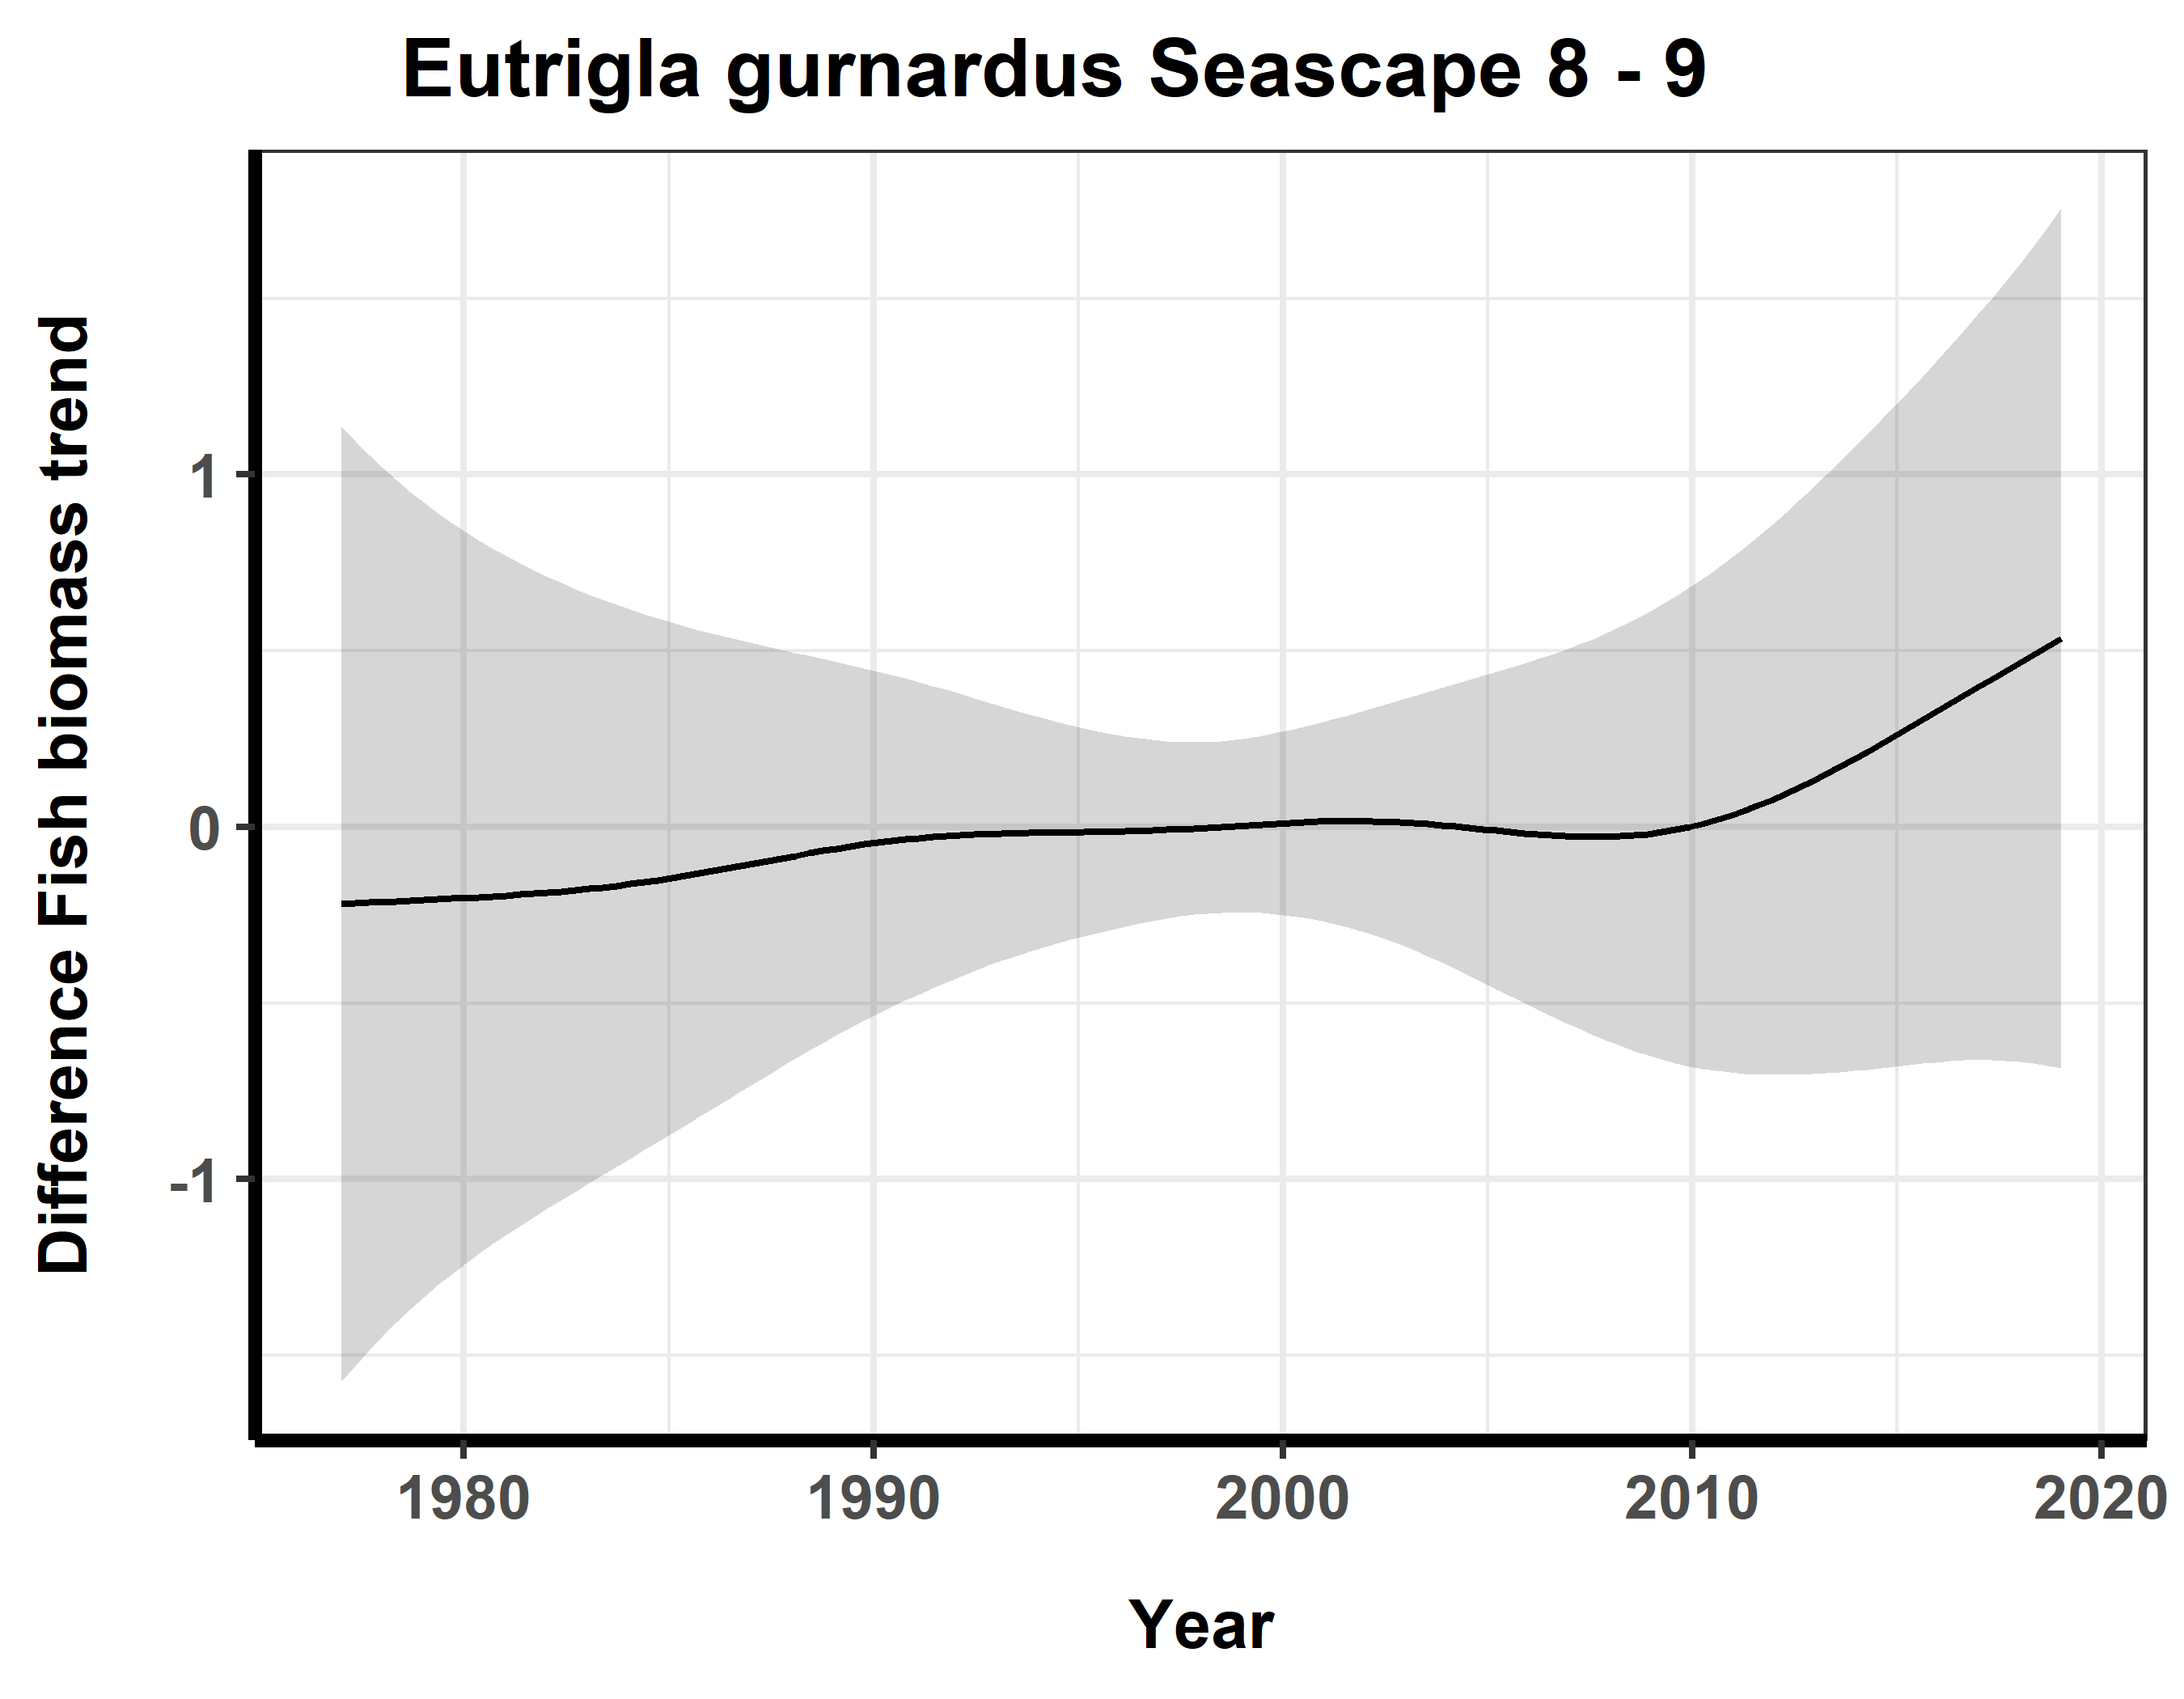 Eutrigla gurnardus Seascape 8 - 9
Difference Fish biomass trend
1
0
-1
1980 1990 2000 2010 2020
Year